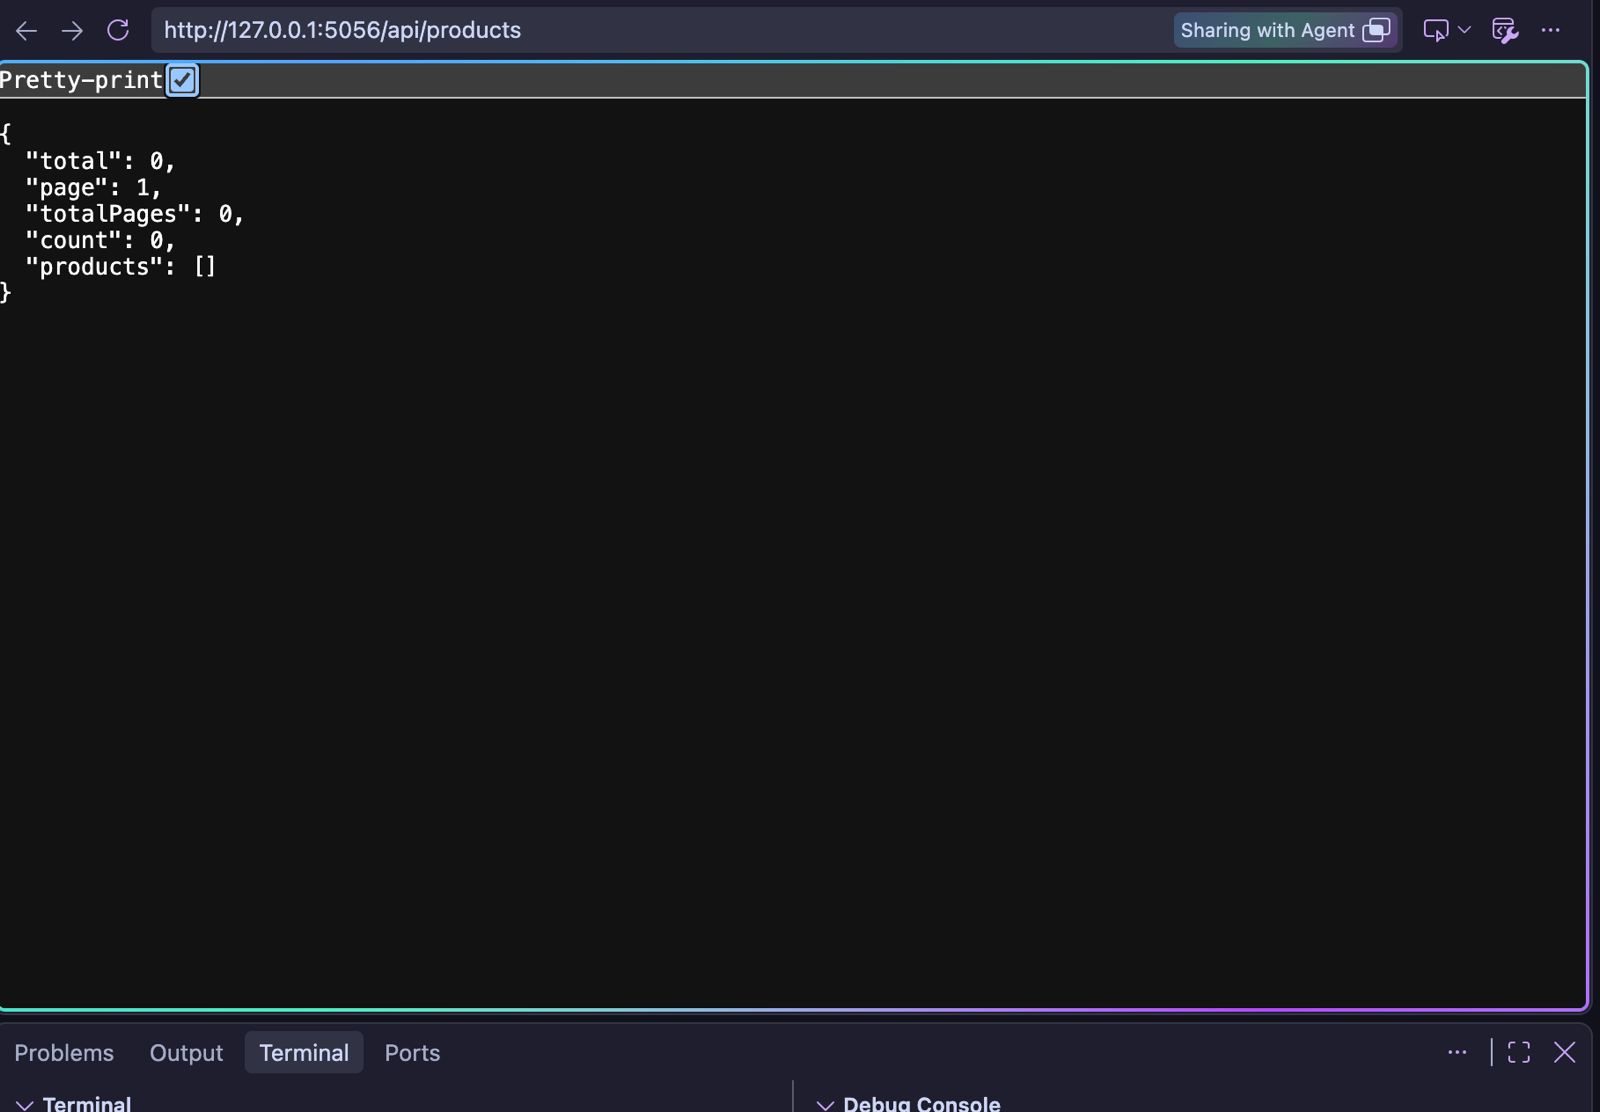 http://127.0.0.1:5056/api/products
Sharing with Agent
Pretty-print
{
  "total": 0,
  "page": 1,
  "totalPages": 0,
  "count": 0,
  "products": []
}
Problems Output Terminal Ports
Terminal
Debug Console